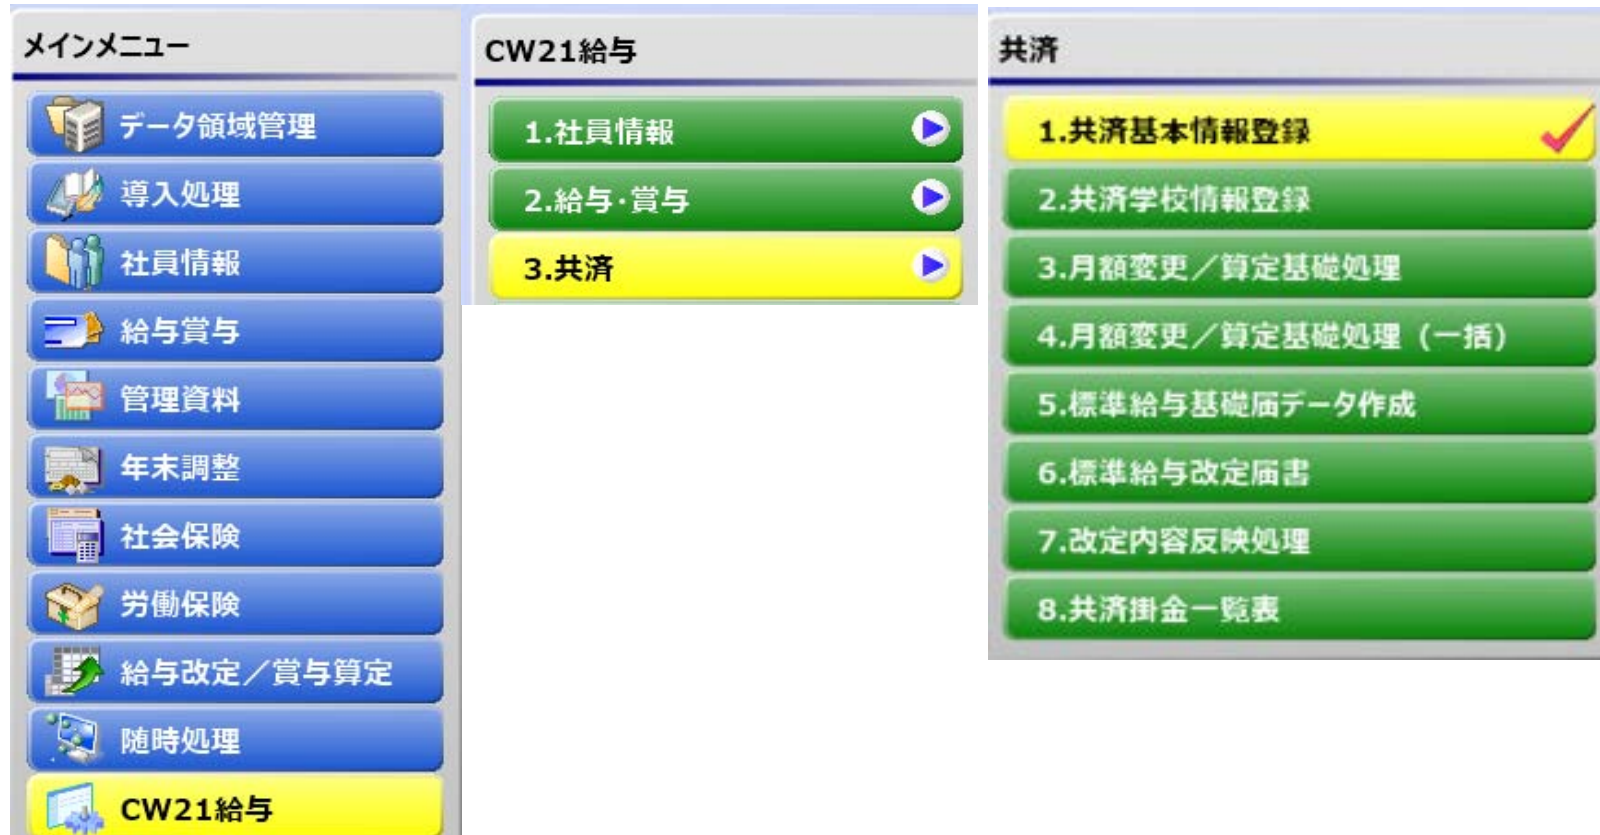 メインメニュー
データ領域管理
導入処理
社員情報
給与賞与
管理資料
年末調整
社会保険
労働保険
給与改定／賞与算定
随時処理
CW21給与
CW21給与
1.社員情報
2.給与・賞与
3.共済
共済
1.共済基本情報登録
2.共済学校情報登録
3.月額変更／算定基礎処理
4.月額変更／算定基礎処理（一括）
5.標準給与基礎届データ作成
6.標準給与改定届書
7.改定内容反映処理
8.共済掛金一覧表